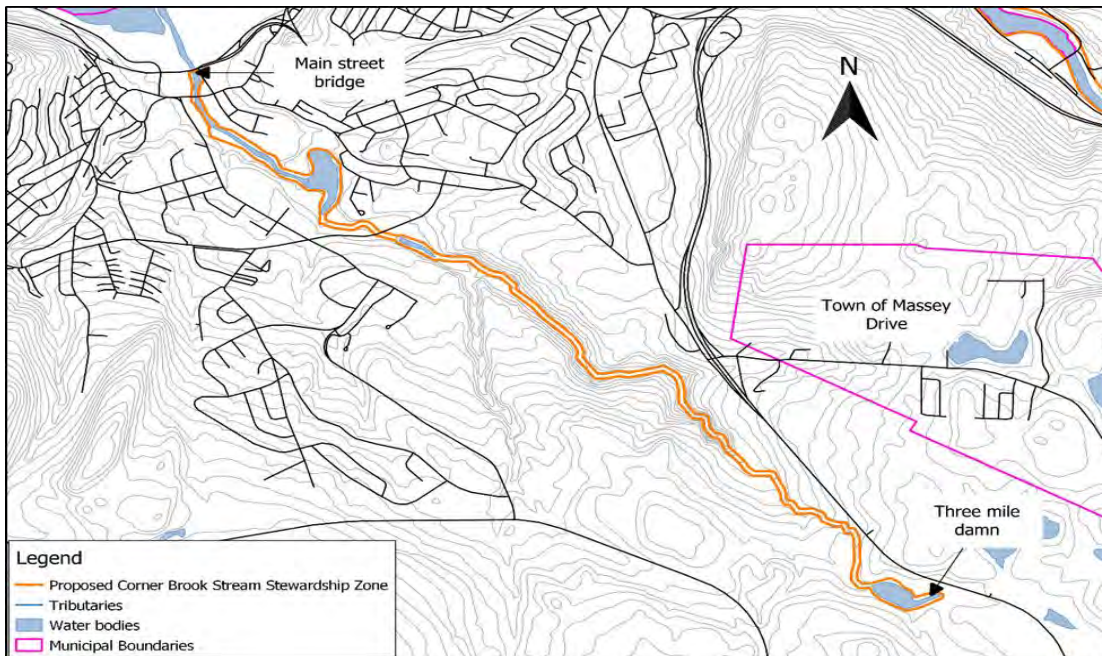 Main street
bridge
N
Town of Massey
Drive
Three mile
damn
Legend
Proposed Corner Brook Stream Stewardship Zone
Tributaries
Water bodies
Municipal Boundaries